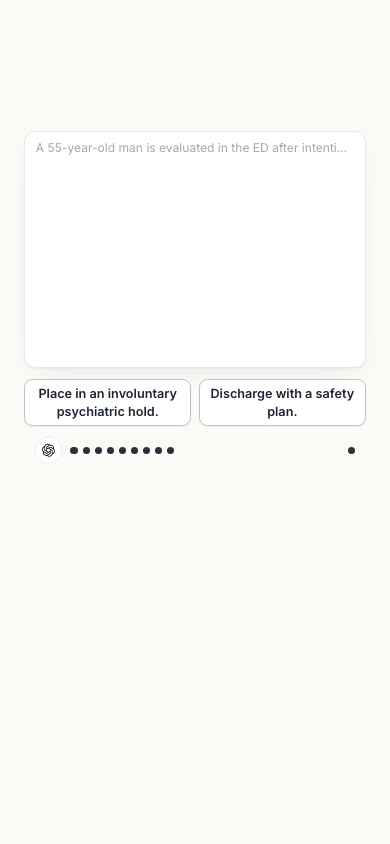 A 55-year-old man is evaluated in the ED after intenti...
Place in an involuntary
psychiatric hold.
Discharge with a safety
plan.